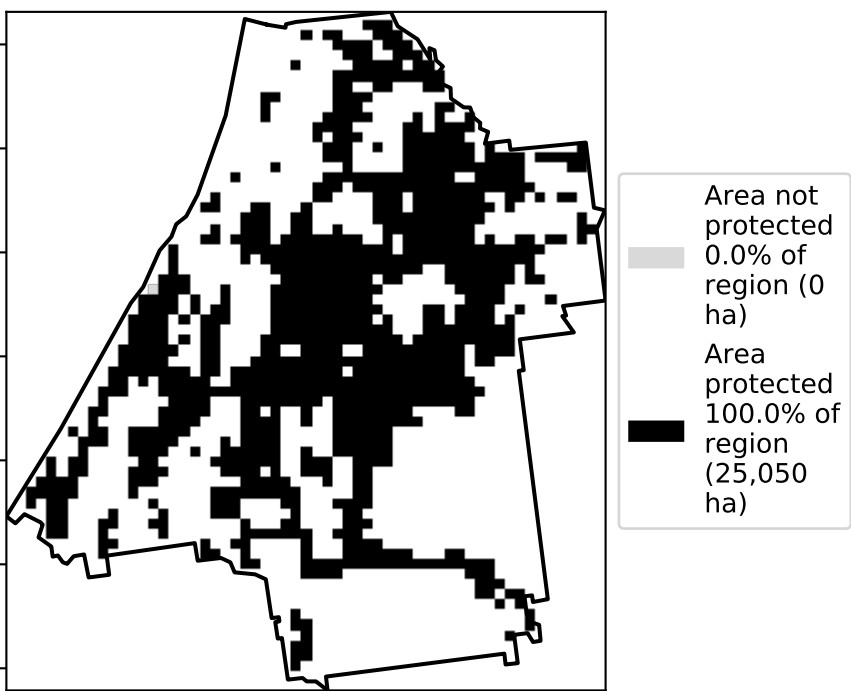 Area not
protected
0.0% of
region (0
ha)
Area
protected
100.0% of
region
(25,050
ha)